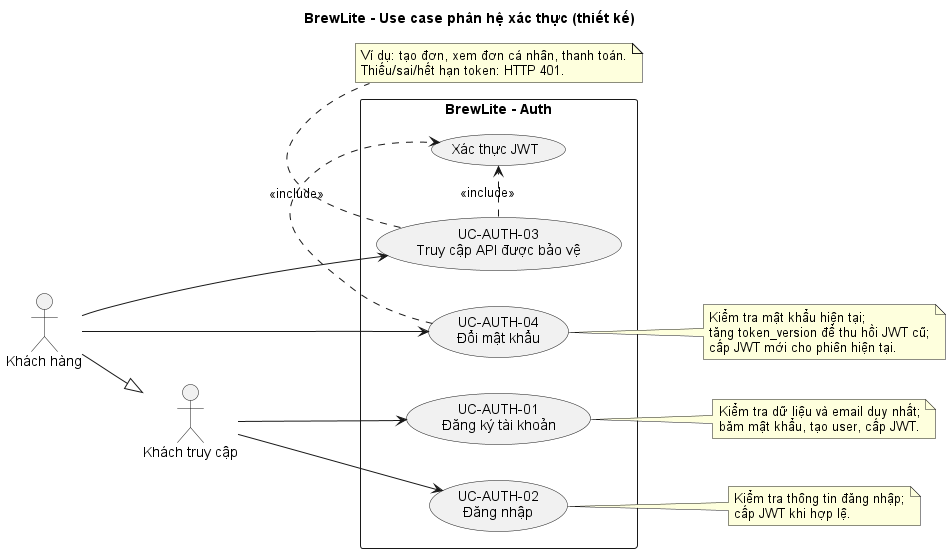 BrewLite - Use case phân hệ xác thực (thiết kế)
Ví dụ: tạo đơn, xem đơn cá nhân, thanh toán.
Thiếu/sai/hết hạn token: HTTP 401.
BrewLite - Auth
Xác thực JWT
«include»
«include»
UC-AUTH-03
Truy cập API được bảo vệ
Khách hàng
UC-AUTH-04
Đổi mật khẩu
Kiểm tra mật khẩu hiện tại;
tăng token_version để thu hồi JWT cũ;
cấp JWT mới cho phiên hiện tại.
Khách truy cập
UC-AUTH-01
Đăng ký tài khoản
Kiểm tra dữ liệu và email duy nhất;
băm mật khẩu, tạo user, cấp JWT.
UC-AUTH-02
Đăng nhập
Kiểm tra thông tin đăng nhập;
cấp JWT khi hợp lệ.